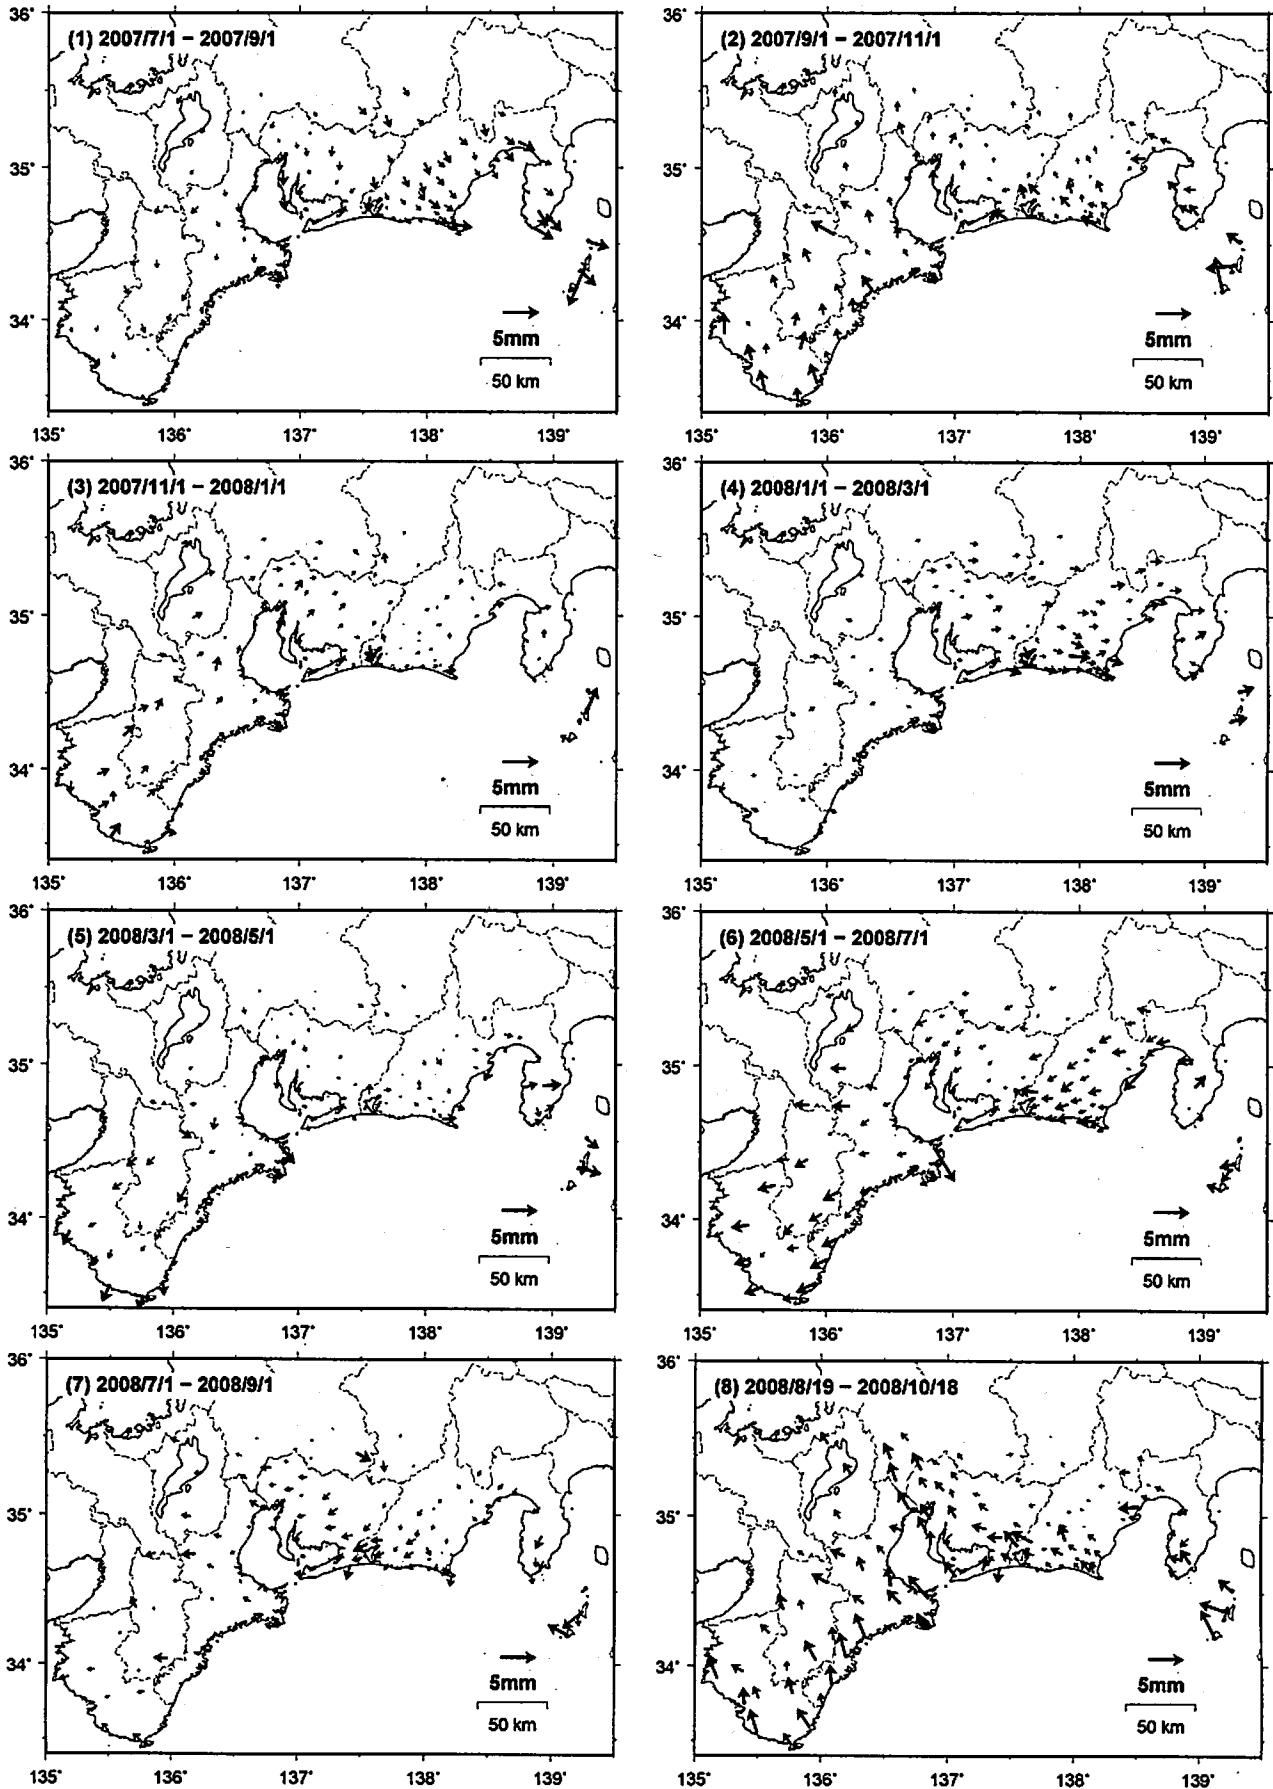 36°
(1) 2007/7/1 – 2007/9/1
35°
34°
5mm
50 km
135° 136° 137° 138° 139°
36°
(2) 2007/9/1 – 2007/11/1
35°
34°
5mm
50 km
135° 136° 137° 138° 139°
36°
(3) 2007/11/1 – 2008/1/1
35°
34°
5mm
50 km
135° 136° 137° 138° 139°
36°
(4) 2008/1/1 – 2008/3/1
35°
34°
5mm
50 km
135° 136° 137° 138° 139°
36°
(5) 2008/3/1 – 2008/5/1
35°
34°
5mm
50 km
135° 136° 137° 138° 139°
36°
(6) 2008/5/1 – 2008/7/1
35°
34°
5mm
50 km
135° 136° 137° 138° 139°
36°
(7) 2008/7/1 – 2008/9/1
35°
34°
5mm
50 km
135° 136° 137° 138° 139°
36°
(8) 2008/8/19 – 2008/10/18
35°
34°
5mm
50 km
135° 136° 137° 138° 139°